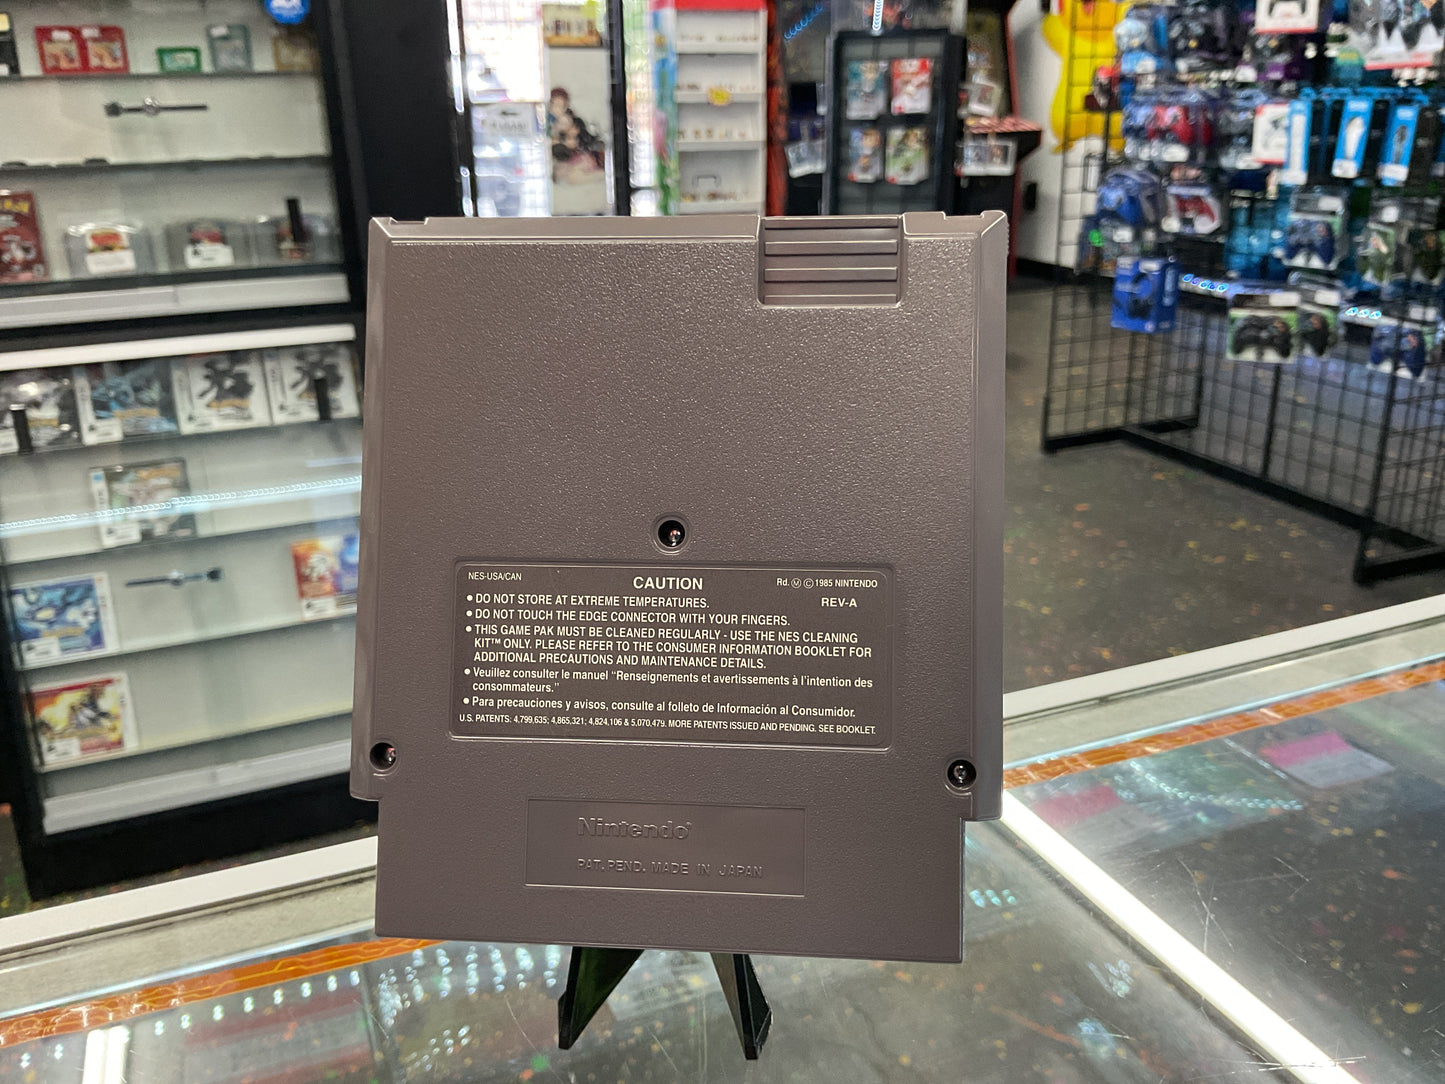 NES-USA/CAN
CAUTION
Rd. Ⓜ © 1985 NINTENDO
REV-A
● DO NOT STORE AT EXTREME TEMPERATURES.
● DO NOT TOUCH THE EDGE CONNECTOR WITH YOUR FINGERS.
● THIS GAME PAK MUST BE CLEANED REGULARLY - USE THE NES CLEANING
KIT™ ONLY. PLEASE REFER TO THE CONSUMER INFORMATION BOOKLET FOR
ADDITIONAL PRECAUTIONS AND MAINTENANCE DETAILS.
● Veuillez consulter le manuel "Renseignements et avertissements à l'intention des
consommateurs."
● Para precauciones y avisos, consulte al folleto de Información al Consumidor.
U.S. PATENTS: 4,799,635; 4,865,321; 4,824,106 & 5,070,479. MORE PATENTS ISSUED AND PENDING. SEE BOOKLET.
Nintendo®
PAT. PEND. MADE IN JAPAN